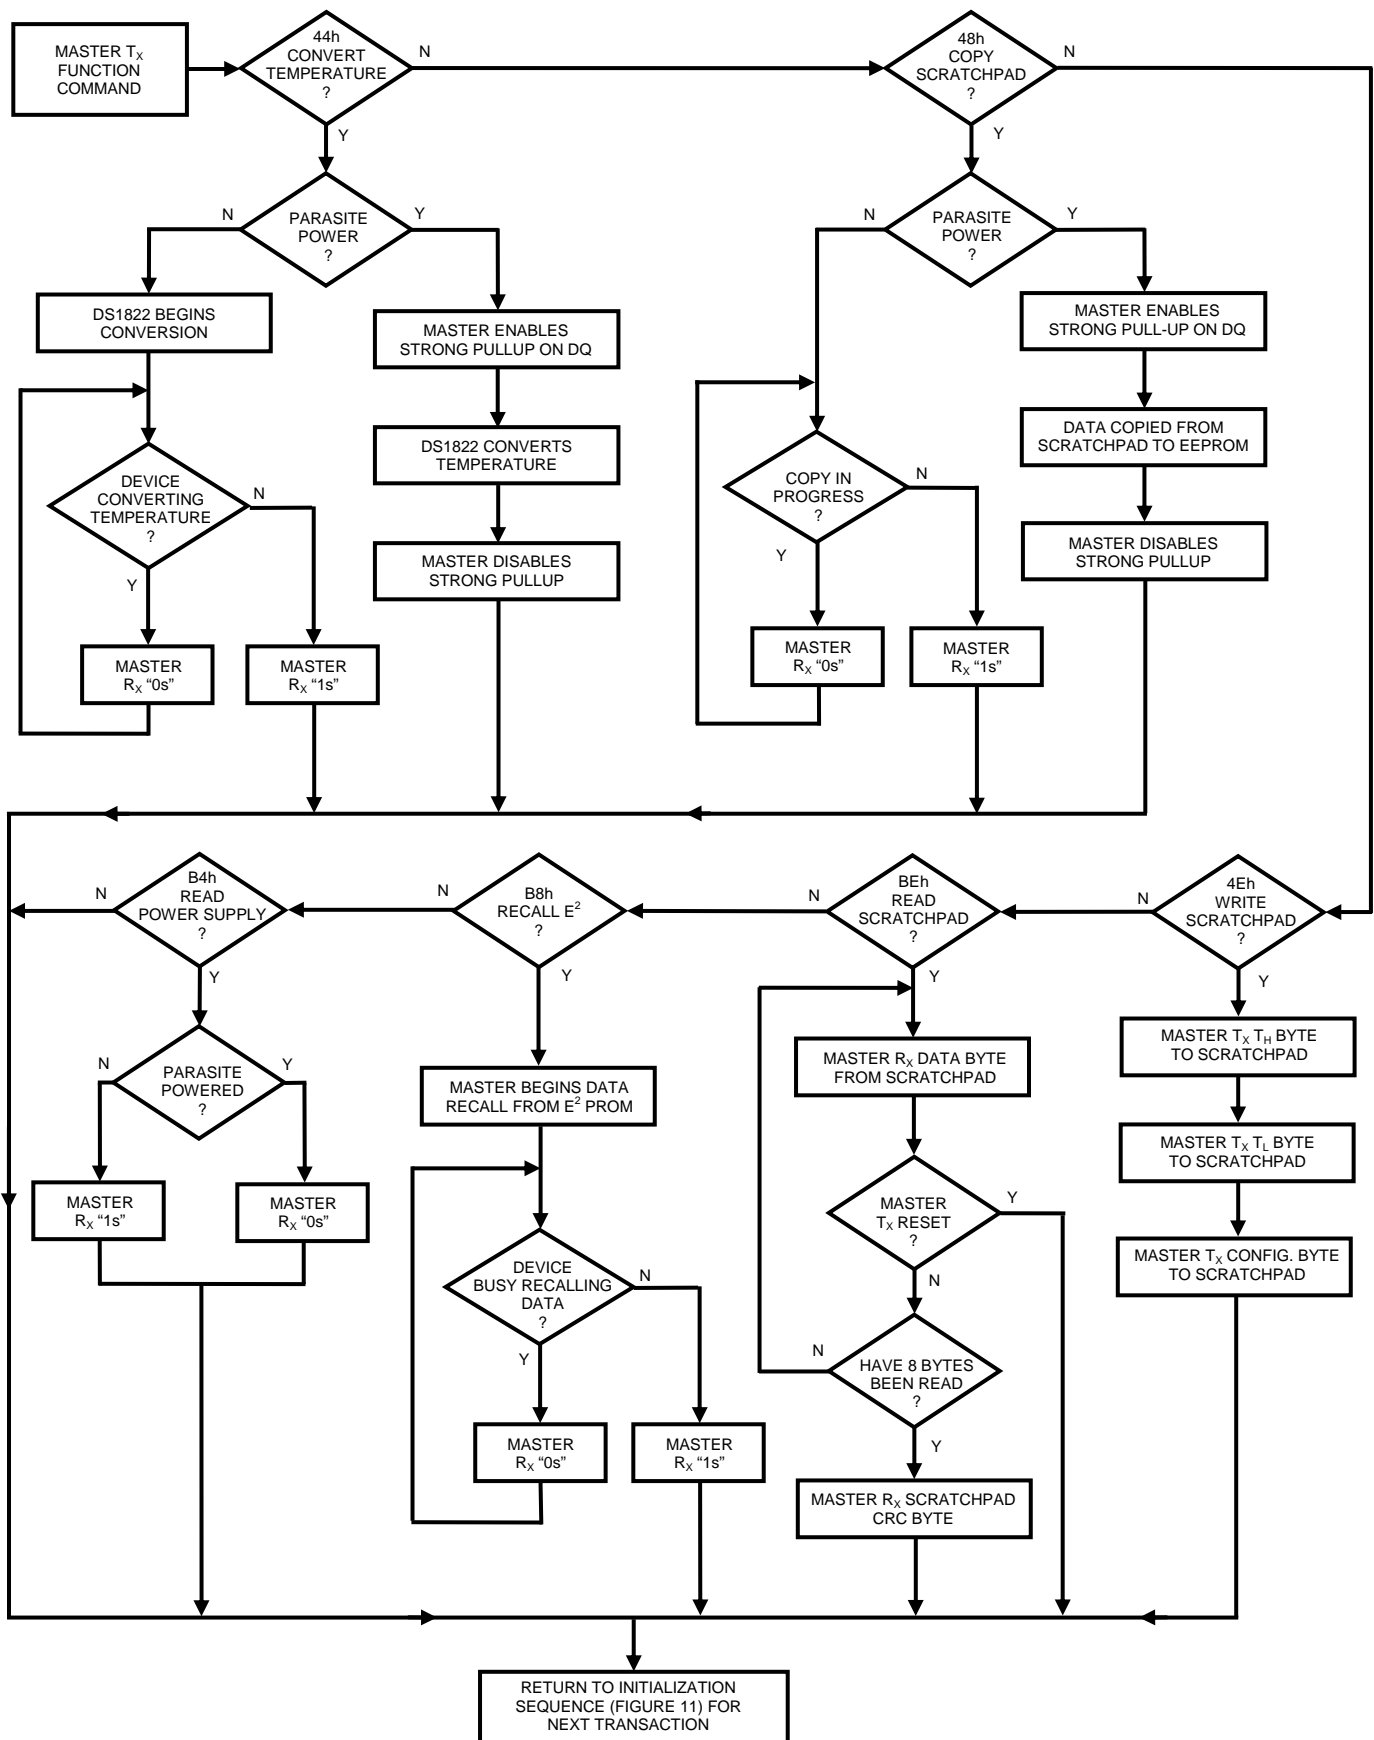 MASTER TX
FUNCTION
COMMAND
44h
CONVERT
TEMPERATURE
?
N
Y
48h
COPY
SCRATCHPAD
?
N
Y
PARASITE
POWER
?
N
Y
PARASITE
POWER
?
N
Y
DS1822 BEGINS
CONVERSION
MASTER ENABLES
STRONG PULLUP ON DQ
MASTER ENABLES
STRONG PULL-UP ON DQ
DS1822 CONVERTS
TEMPERATURE
DATA COPIED FROM
SCRATCHPAD TO EEPROM
DEVICE
CONVERTING
TEMPERATURE
?
N
Y
COPY IN
PROGRESS
?
N
Y
MASTER DISABLES
STRONG PULLUP
MASTER DISABLES
STRONG PULLUP
MASTER
RX “0s”
MASTER
RX “1s”
MASTER
RX “0s”
MASTER
RX “1s”
B4h
READ
POWER SUPPLY
?
N
Y
B8h
RECALL E2
?
N
Y
BEh
READ
SCRATCHPAD
?
N
Y
4Eh
WRITE
SCRATCHPAD
?
N
Y
PARASITE
POWERED
?
N
Y
MASTER BEGINS DATA
RECALL FROM E2 PROM
MASTER RX DATA BYTE
FROM SCRATCHPAD
MASTER TX TH BYTE
TO SCRATCHPAD
MASTER TX TL BYTE
TO SCRATCHPAD
MASTER
RX “1s”
MASTER
RX “0s”
MASTER
TX RESET
?
Y
N
DEVICE
BUSY RECALLING
DATA
?
N
Y
MASTER TX CONFIG. BYTE
TO SCRATCHPAD
HAVE 8 BYTES
BEEN READ
?
N
Y
MASTER
RX “0s”
MASTER
RX “1s”
MASTER RX SCRATCHPAD
CRC BYTE
RETURN TO INITIALIZATION
SEQUENCE (FIGURE 11) FOR
NEXT TRANSACTION